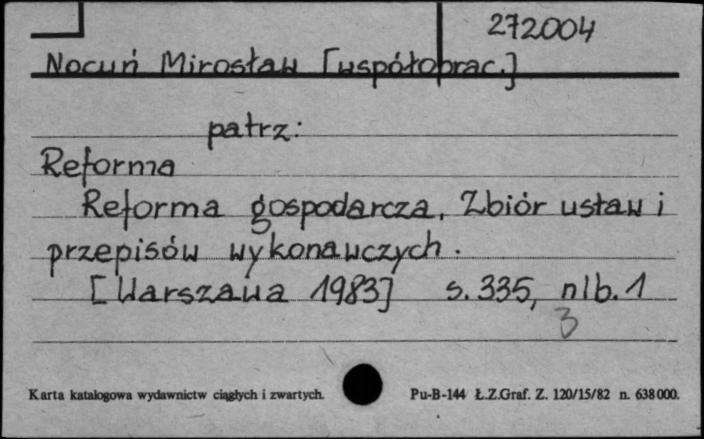 272004
Nocuń Mirosław [współoprac.]
patrz:
Reforma
Reforma gospodarcza. Zbiór ustaw i
przepisów wykonawczych.
[Warszawa 1983] s. 335, nlb. 1
3
Karta katalogowa wydawnictw ciągłych i zwartych. Pu-B-144 Ł.Z.Graf. Z. 120/15/82 n. 638000.